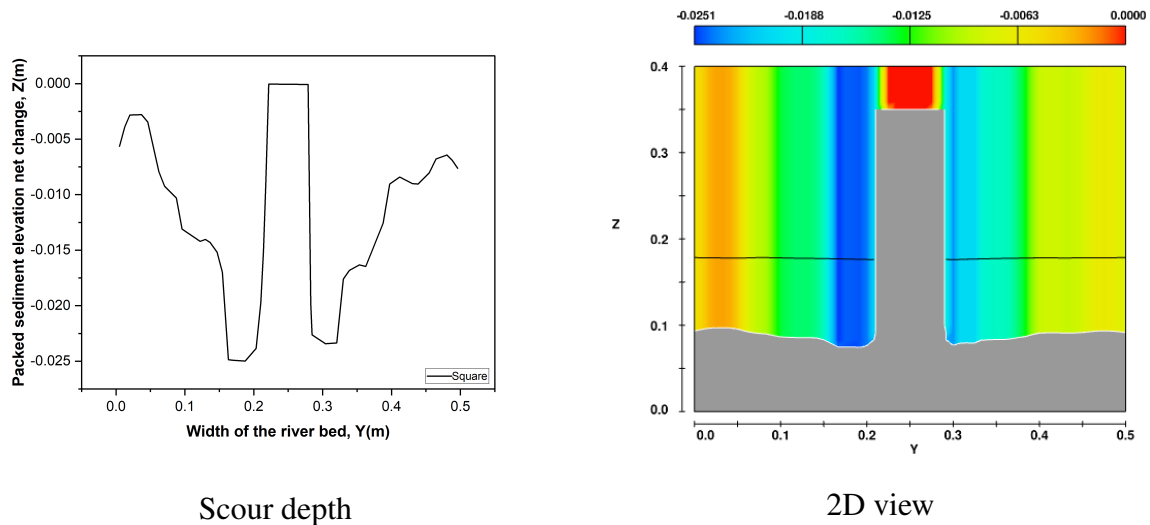 Packed sediment elevation net change, Z(m)
0.000
-0.005
-0.010
-0.015
-0.020
-0.025
Square
0.0 0.1 0.2 0.3 0.4 0.5
Width of the river bed, Y(m)
Scour depth
-0.0251 -0.0188 -0.0125 -0.0063 0.0000
0.4
0.3
Z
0.2
0.1
0.0
0.0 0.1 0.2 0.3 0.4 0.5
Y
2D view